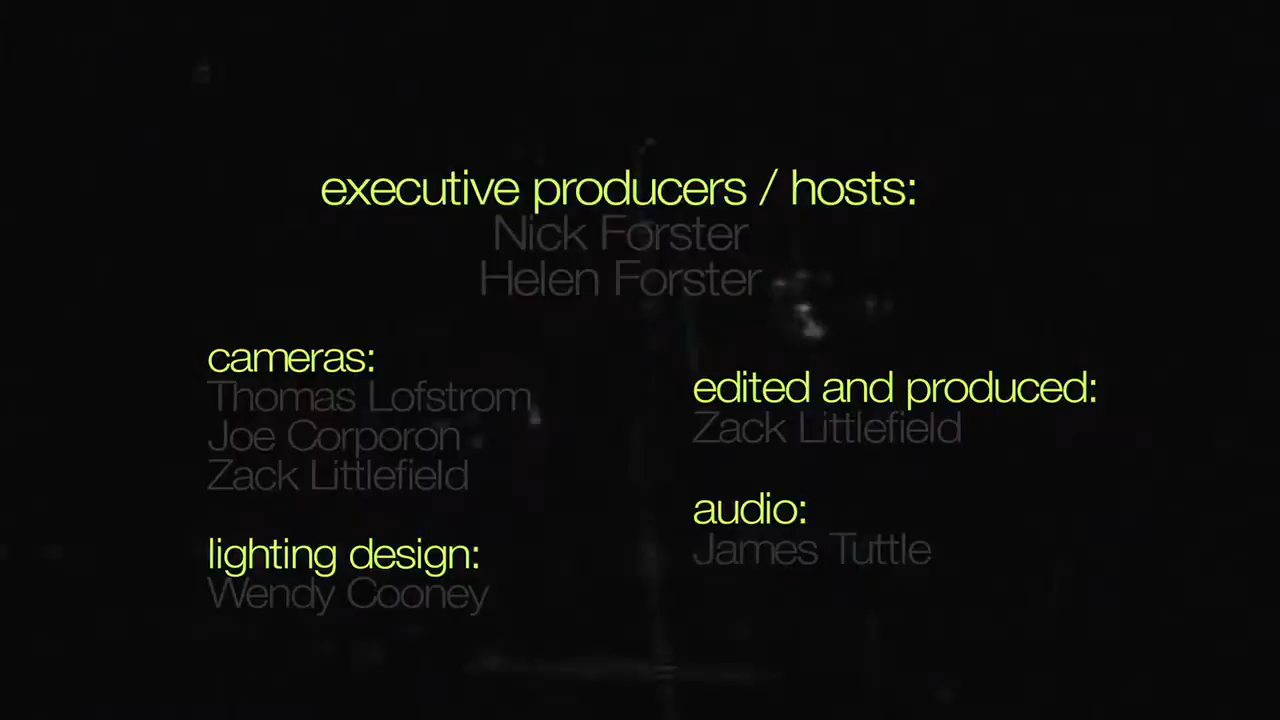 executive producers / hosts:
Nick Forster
Helen Forster
cameras:
Thomas Lofstrom
Joe Corporon
Zack Littlefield
lighting design:
Wendy Cooney
edited and produced:
Zack Littlefield
audio:
James Tuttle